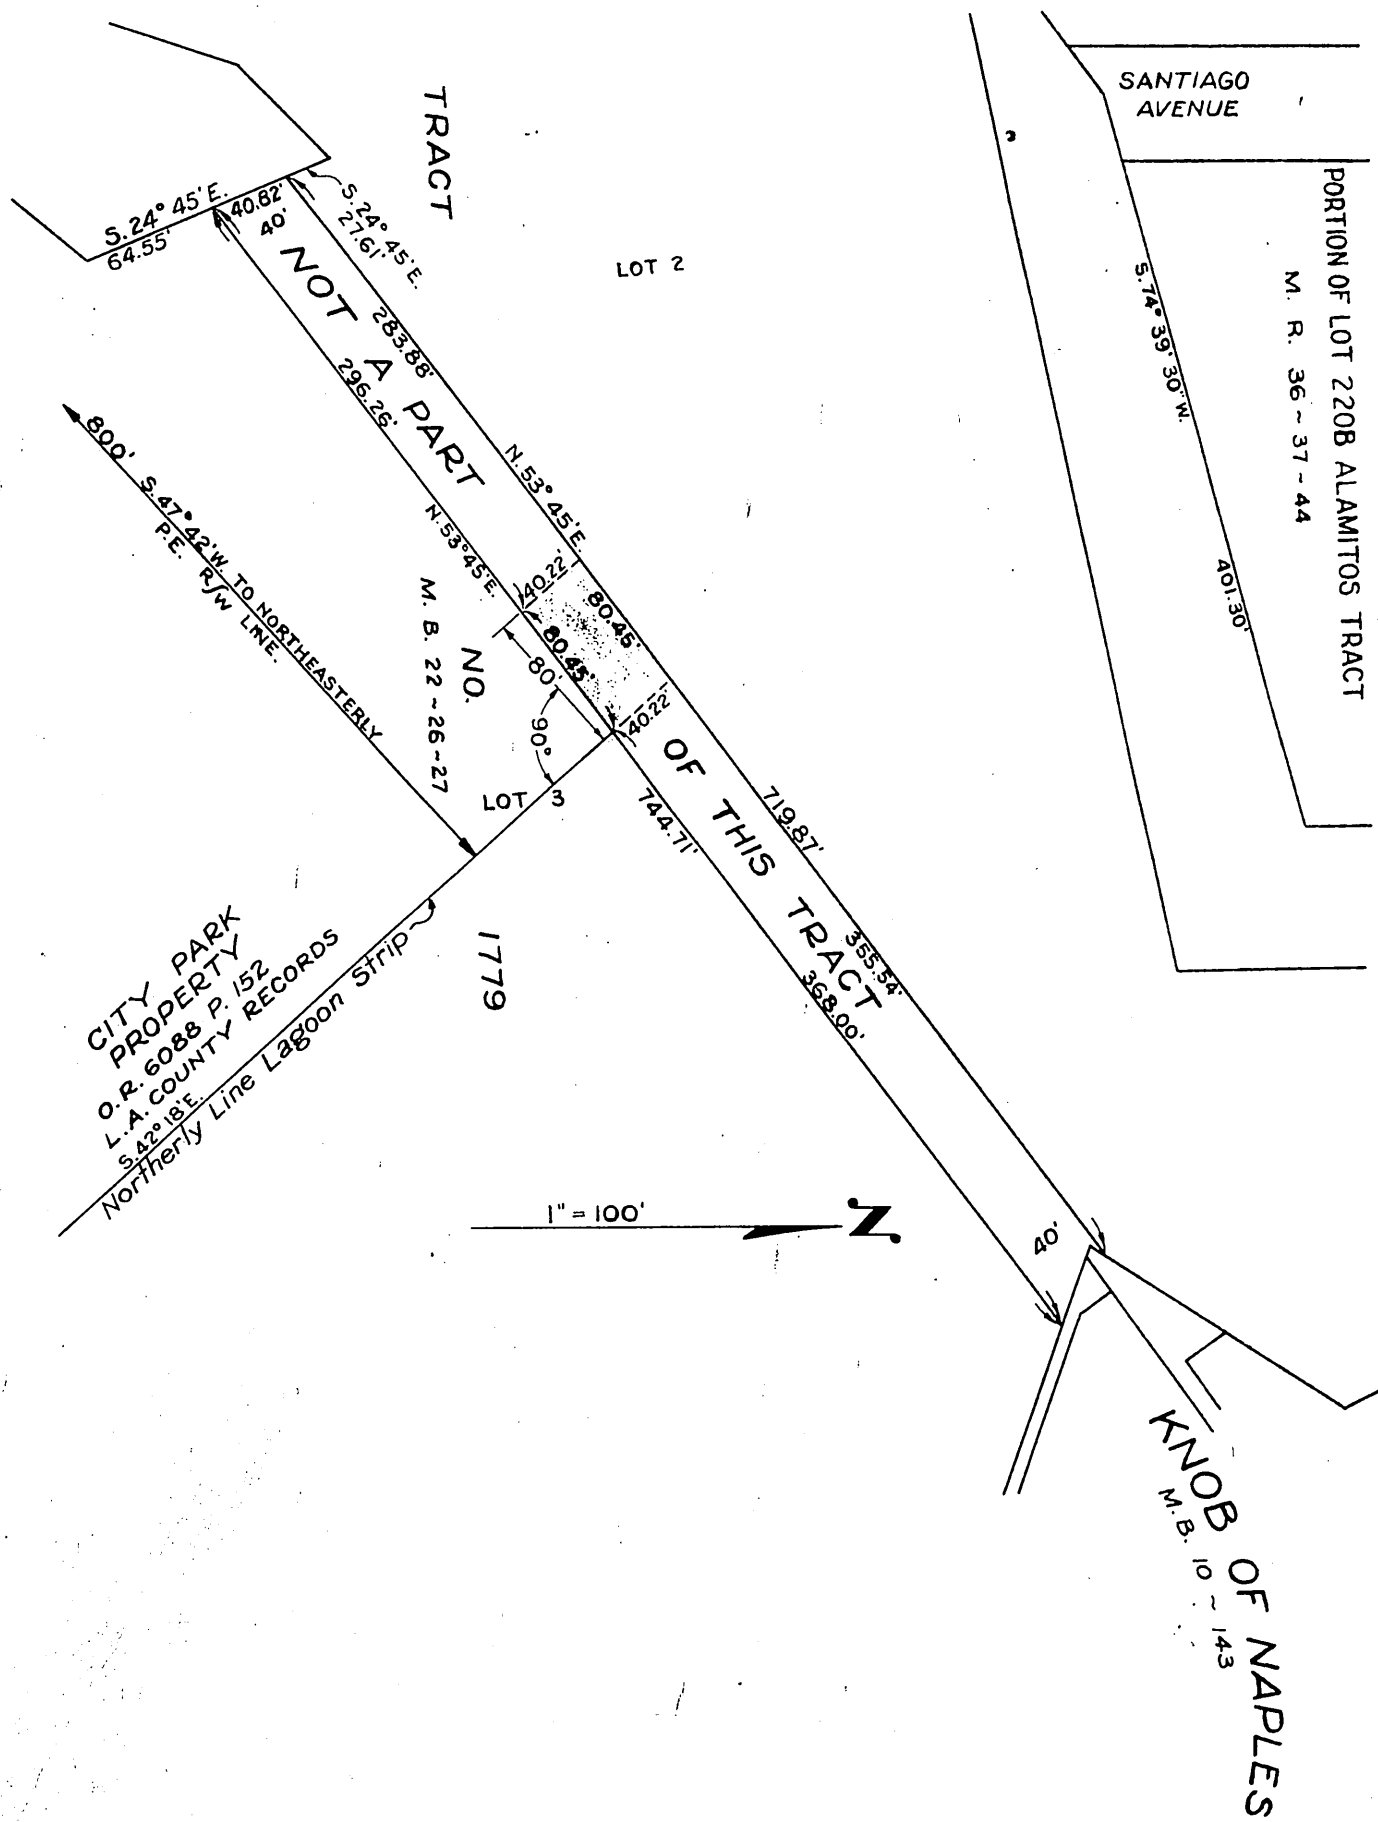 SANTIAGO
AVENUE
PORTION OF LOT 220B ALAMITOS TRACT
M. R. 36 ~ 37 ~ 44
S. 74° 39' 30" W.
401.30'
TRACT
LOT 2
S. 24° 45' E.
27.61'
S. 24° 45' E.
64.55'
40.82'
40'
NOT A PART
283.88'
296.26'
N. 53° 45' E.
N. 53° 45' E.
40.22'
80.45'
80.45'
80'
90°
40.22'
800' S. 47° 42' W. TO NORTHEASTERLY
P.E. R/W LINE.
NO.
M. B. 22 ~ 26 ~ 27
LOT 3
OF THIS TRACT
719.87'
744.71'
355.54'
368.00'
1779
CITY PARK
PROPERTY
O.R. 6088 P. 152
L.A. COUNTY RECORDS
S. 42° 18' E.
Northerly Line Lagoon Strip
1" = 100'
N
40'
KNOB OF NAPLES
M. B. 10 ~ 143